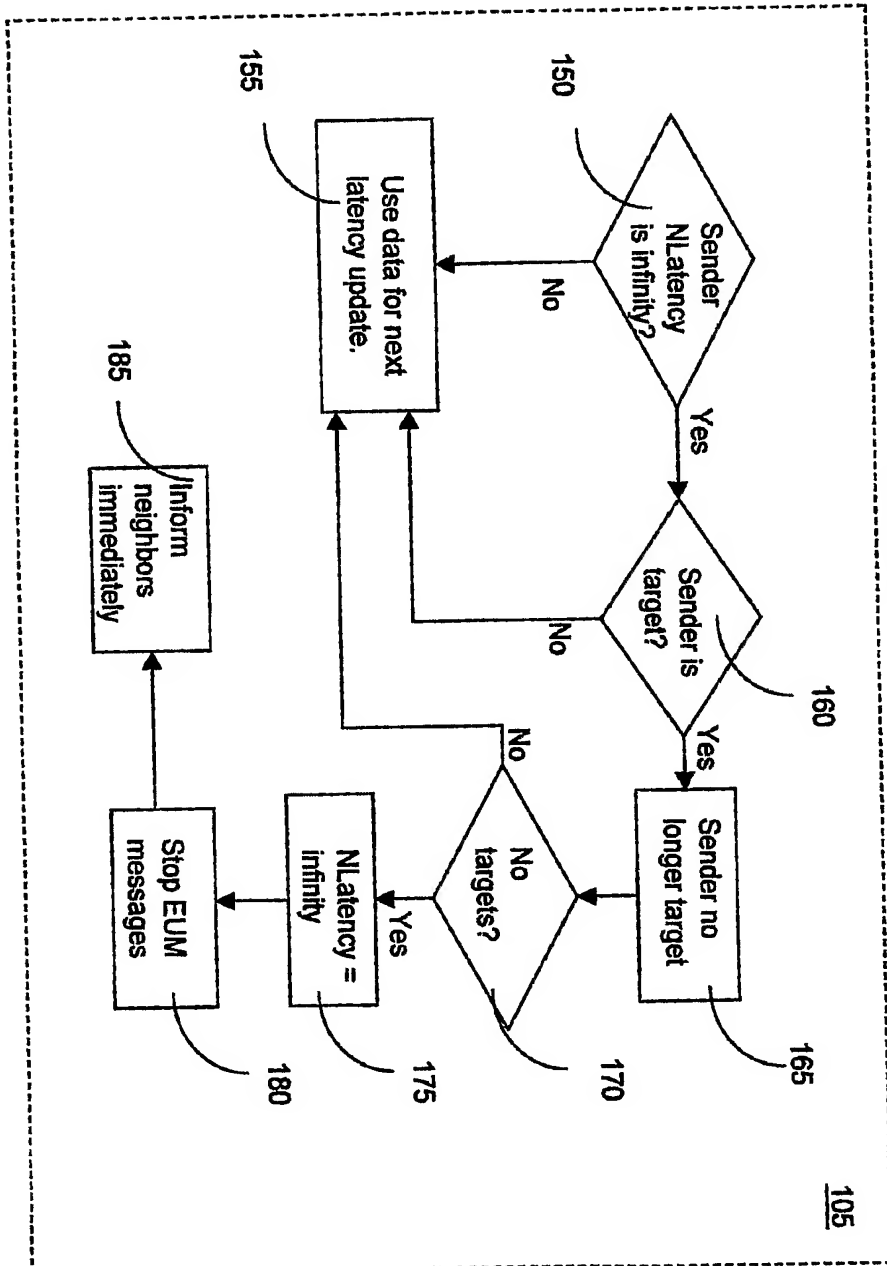 105
150
Sender
NLatency
is infinity?
No
Yes
155
Use data for next
latency update.
160
Sender is
target?
No
Yes
165
Sender no
longer target
170
No
targets?
No
Yes
175
NLatency =
infinity
180
Stop EUM
messages
185
Inform
neighbors
immediately